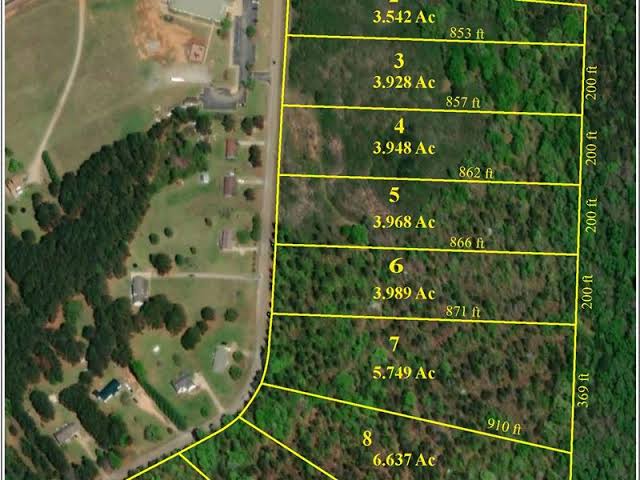 3.542 Ac
853 ft
3
3.928 Ac
200 ft
857 ft
4
3.948 Ac
200 ft
862 ft
5
3.968 Ac
200 ft
866 ft
6
3.989 Ac
200 ft
871 ft
7
5.749 Ac
369 ft
910 ft
8
6.637 Ac